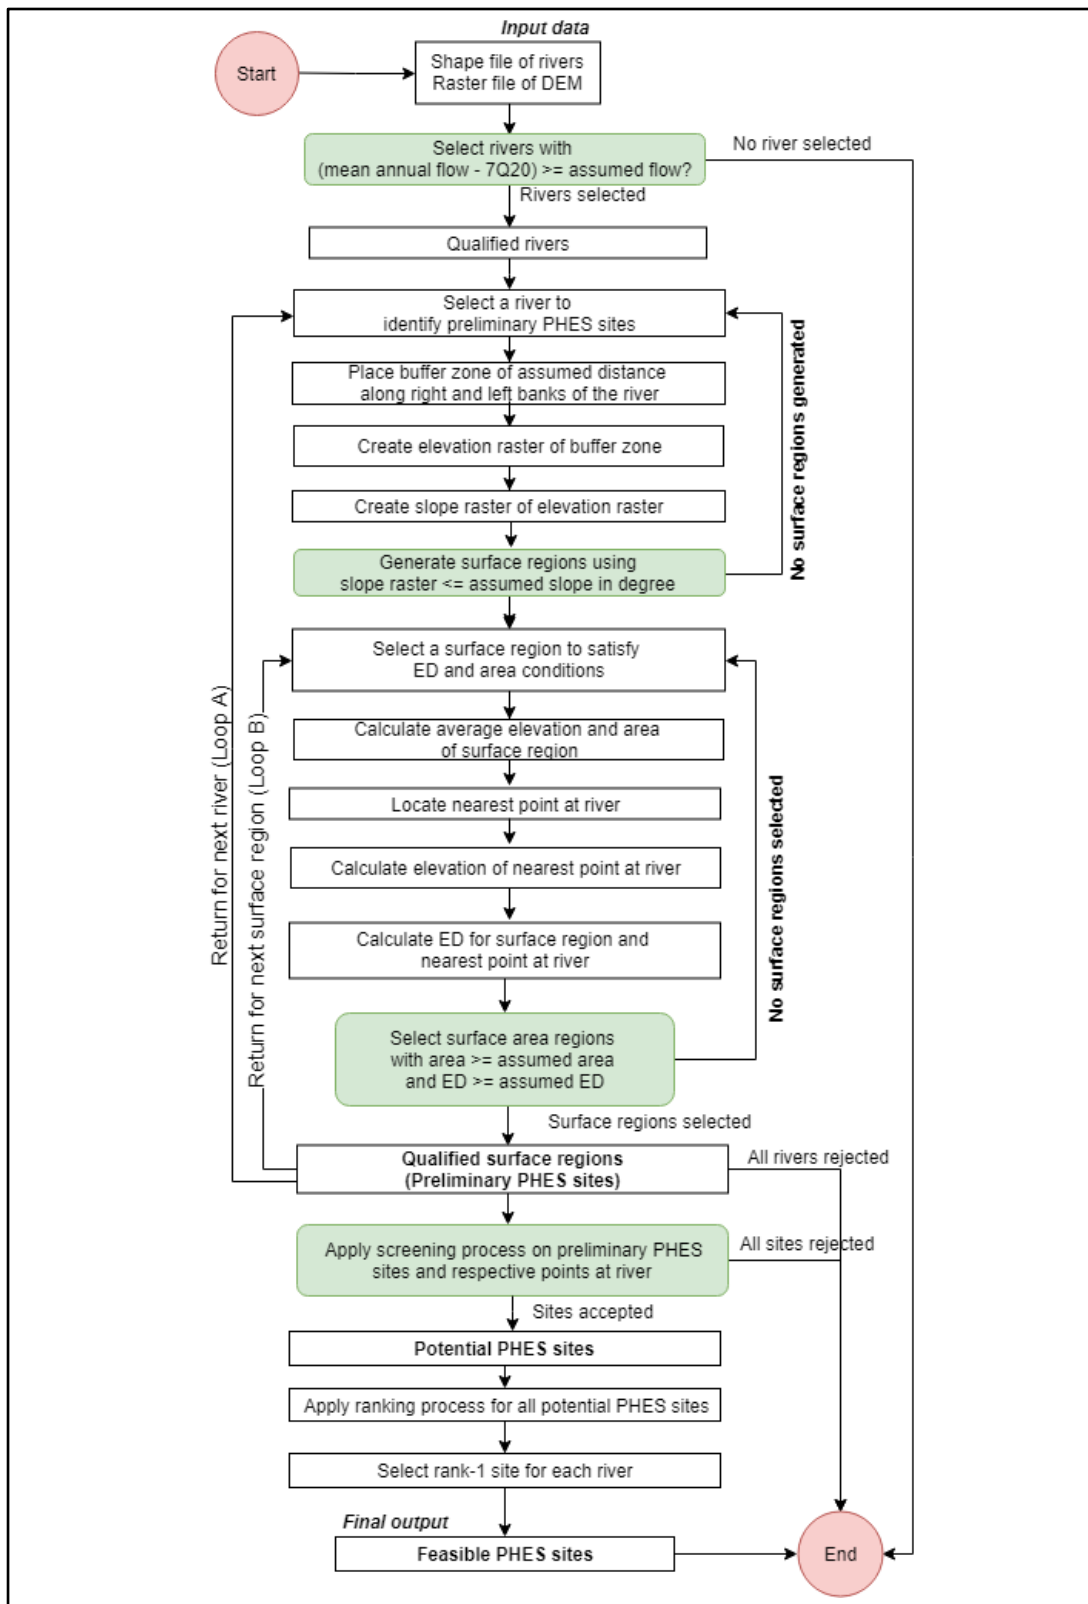 Input data
Start
Shape file of rivers
Raster file of DEM
Select rivers with
(mean annual flow - 7Q20) >= assumed flow?
No river selected
Rivers selected
Qualified rivers
Select a river to
identify preliminary PHES sites
Place buffer zone of assumed distance
along right and left banks of the river
Create elevation raster of buffer zone
Create slope raster of elevation raster
No surface regions generated
Generate surface regions using
slope raster <= assumed slope in degree
Select a surface region to satisfy
ED and area conditions
Return for next river (Loop A)
Return for next surface region (Loop B)
Calculate average elevation and area
of surface region
Locate nearest point at river
Calculate elevation of nearest point at river
No surface regions selected
Calculate ED for surface region and
nearest point at river
Select surface area regions
with area >= assumed area
and ED >= assumed ED
Surface regions selected
Qualified surface regions
(Preliminary PHES sites)
All rivers rejected
Apply screening process on preliminary PHES
sites and respective points at river
All sites rejected
Sites accepted
Potential PHES sites
Apply ranking process for all potential PHES sites
Select rank-1 site for each river
Final output
Feasible PHES sites
End